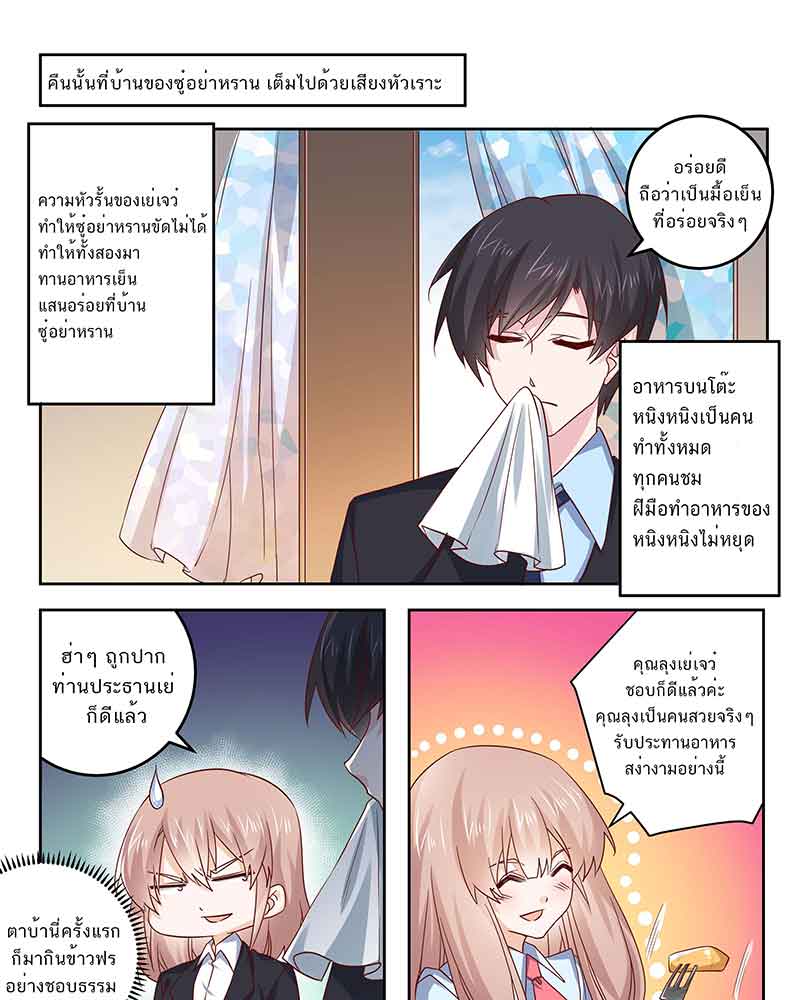 คืนนั้นที่บ้านของซู่อย่าหราน เต็มไปด้วยเสียงหัวเราะ
ความหัวรั้นของเย่เจว๋
ทำให้ซู่อย่าหรานขัดไม่ได้
ทำให้ทั้งสองมา
ทานอาหารเย็น
แสนอร่อยที่บ้าน
ซู่อย่าหราน
อร่อยดี
ถือว่าเป็นมื้อเย็น
ที่อร่อยจริงๆ
อาหารบนโต๊ะ
หนิงหนิงเป็นคน
ทำทั้งหมด
ทุกคนชม
ฝีมือทำอาหารของ
หนิงหนิงไม่หยุด
ฮ่าๆ ถูกปาก
ท่านประธานเย่
ก็ดีแล้ว
ตาบ้านี่ครั้งแรก
ก็มากินข้าวฟร
อย่างชอบธรรม
คุณลุงเย่เจว๋
ชอบก็ดีแล้วค่ะ
คุณลุงเป็นคนสวยจริงๆ
รับประทานอาหาร
สง่างามอย่างนี้